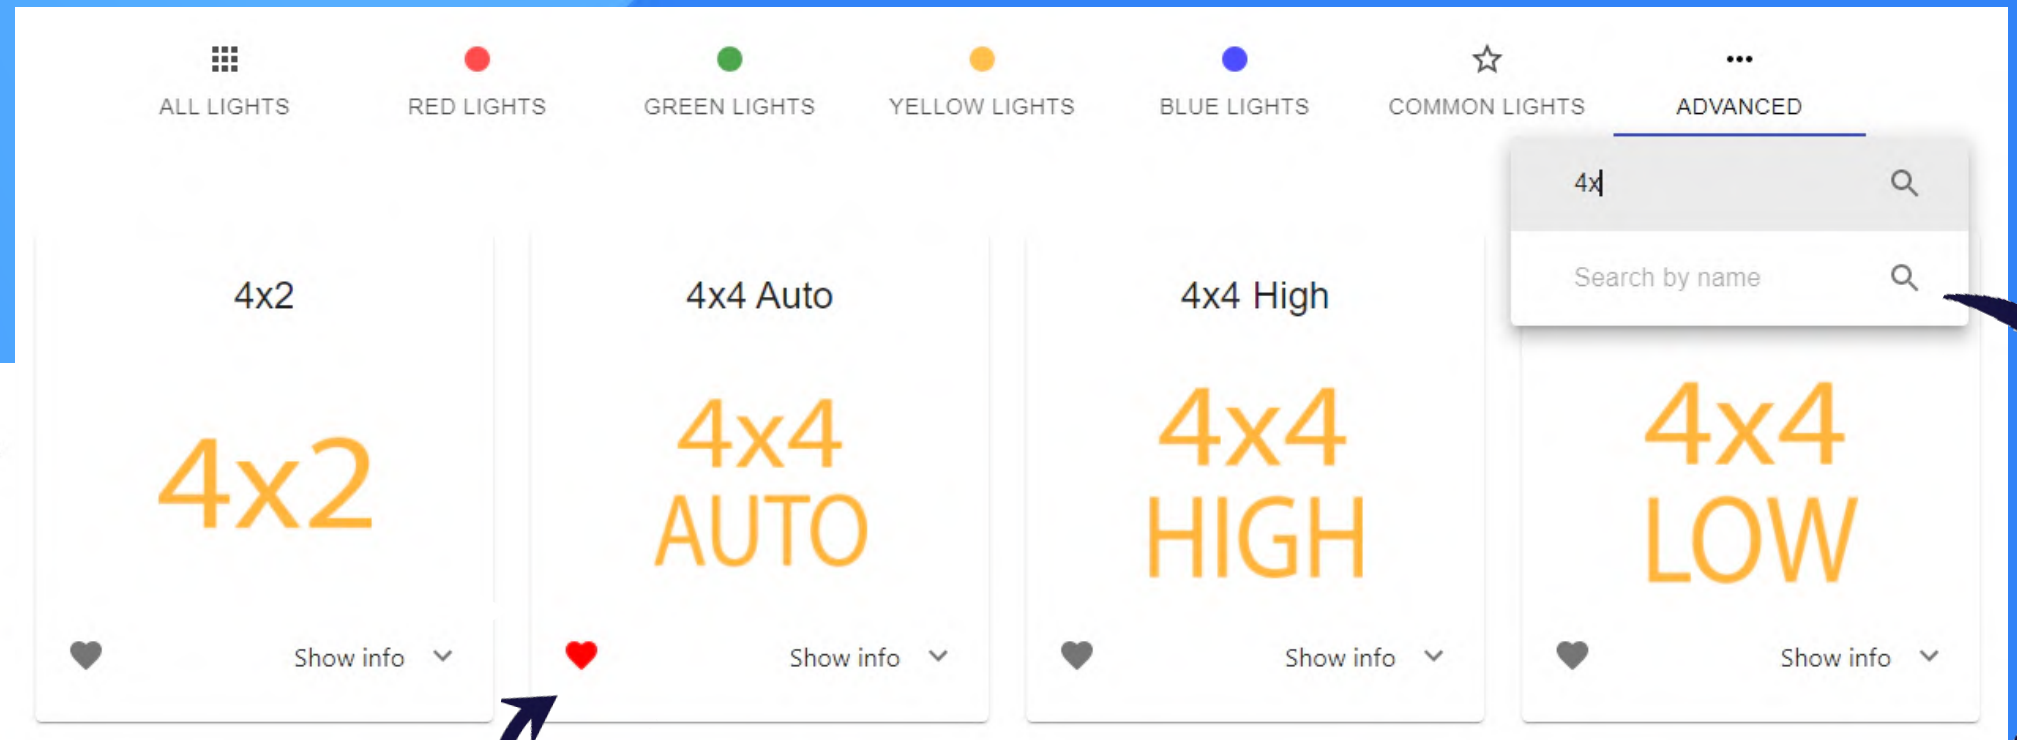 ALL LIGHTS
RED LIGHTS
GREEN LIGHTS
YELLOW LIGHTS
BLUE LIGHTS
COMMON LIGHTS
ADVANCED
4x
Search by name
4x2
4x4 Auto
4x4 High
4x2
4x4
AUTO
4x4
HIGH
4x4
LOW
Show info
Show info
Show info
Show info